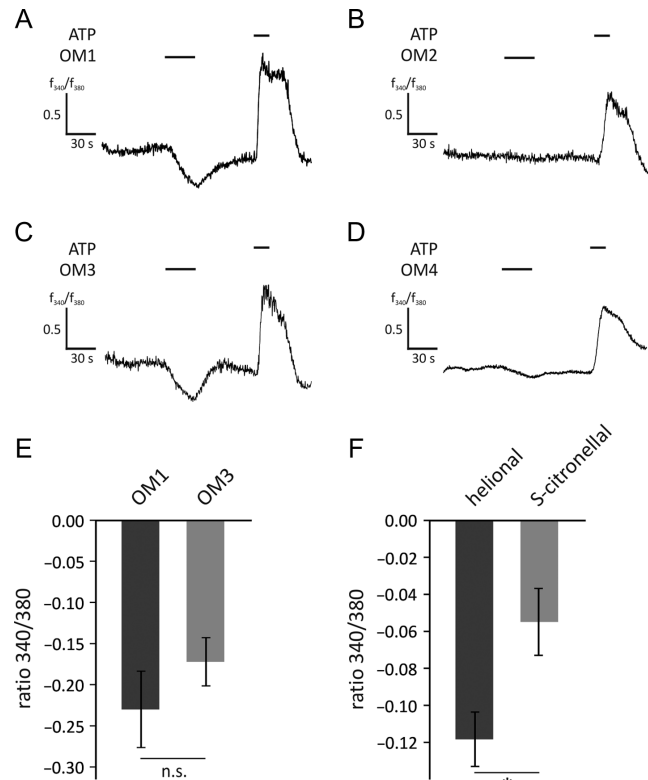 A
ATP
OM1
f340/f380
0.5
30 s
B
ATP
OM2
f340/f380
0.5
30 s
C
ATP
OM3
f340/f380
0.5
30 s
D
ATP
OM4
f340/f380
0.5
30 s
E
OM1
OM3
0.00
−0.05
−0.10
−0.15
−0.20
−0.25
−0.30
ratio 340/380
n.s.
F
helional
S-citronellal
0.00
−0.02
−0.04
−0.06
−0.08
−0.10
−0.12
ratio 340/380
*